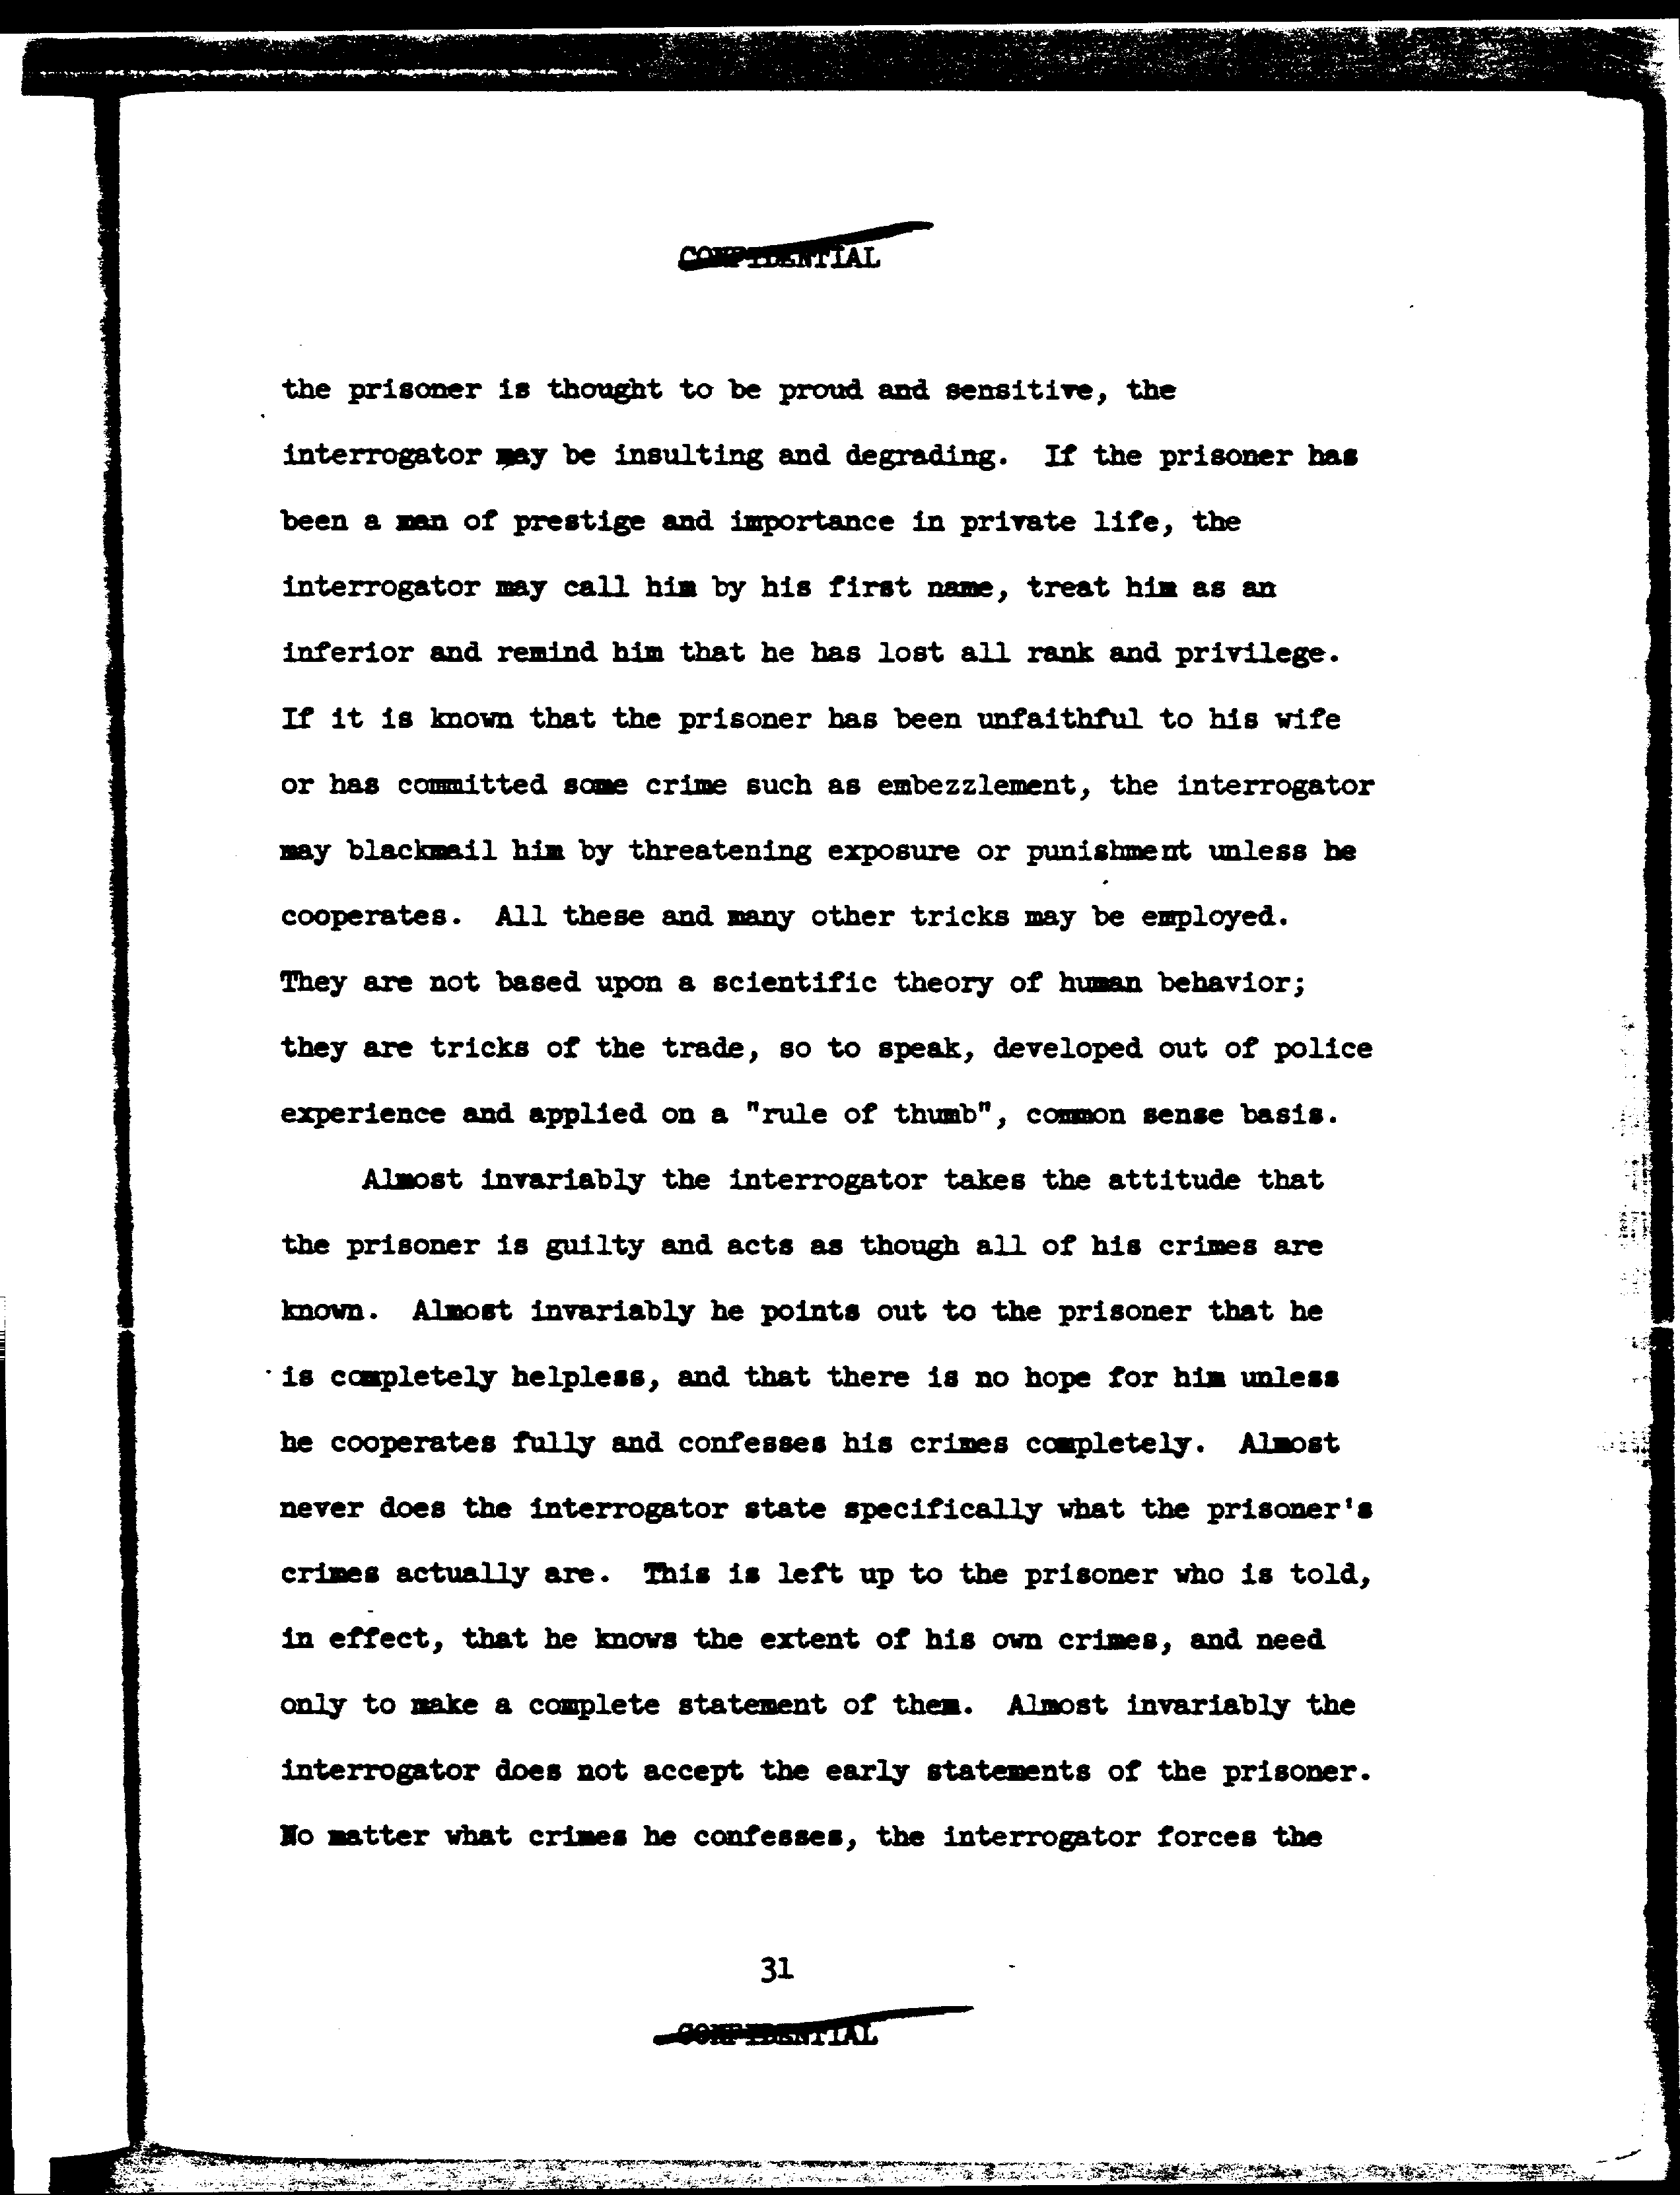 CONFIDENTIAL
the prisoner is thought to be proud and sensitive, the
interrogator may be insulting and degrading. If the prisoner has
been a man of prestige and importance in private life, the
interrogator may call him by his first name, treat him as an
inferior and remind him that he has lost all rank and privilege.
If it is known that the prisoner has been unfaithful to his wife
or has committed some crime such as embezzlement, the interrogator
may blackmail him by threatening exposure or punishment unless he
cooperates. All these and many other tricks may be employed.
They are not based upon a scientific theory of human behavior;
they are tricks of the trade, so to speak, developed out of police
experience and applied on a "rule of thumb", common sense basis.
Almost invariably the interrogator takes the attitude that
the prisoner is guilty and acts as though all of his crimes are
known. Almost invariably he points out to the prisoner that he
is completely helpless, and that there is no hope for him unless
he cooperates fully and confesses his crimes completely. Almost
never does the interrogator state specifically what the prisoner's
crimes actually are. This is left up to the prisoner who is told,
in effect, that he knows the extent of his own crimes, and need
only to make a complete statement of them. Almost invariably the
interrogator does not accept the early statements of the prisoner.
No matter what crimes he confesses, the interrogator forces the
31
CONFIDENTIAL